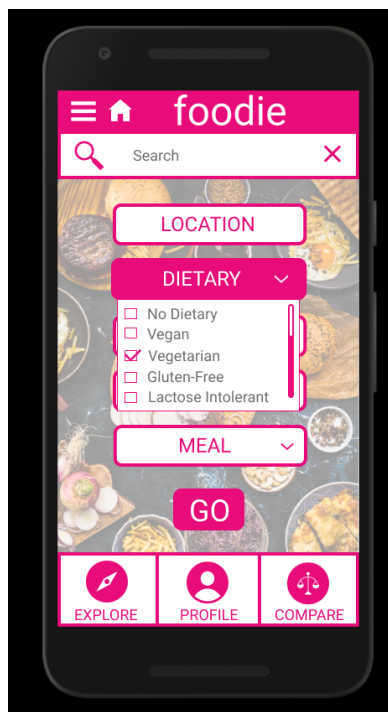 foodie
Search
LOCATION
DIETARY
No Dietary
Vegan
Vegetarian
Gluten-Free
Lactose Intolerant
MEAL
GO
EXPLORE PROFILE COMPARE